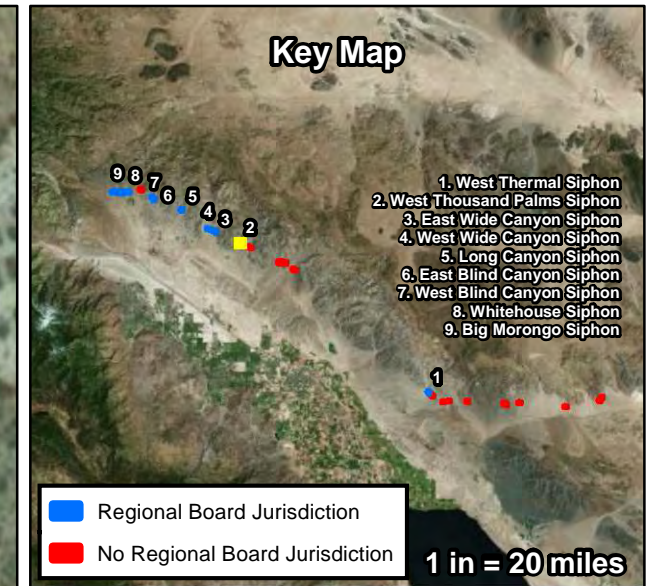 Key Map
9 8
7
6
5
4
3
2
1
1. West Thermal Siphon
2. West Thousand Palms Siphon
3. East Wide Canyon Siphon
4. West Wide Canyon Siphon
5. Long Canyon Siphon
6. East Blind Canyon Siphon
7. West Blind Canyon Siphon
8. Whitehouse Siphon
9. Big Morongo Siphon
Regional Board Jurisdiction
No Regional Board Jurisdiction
1 in = 20 miles